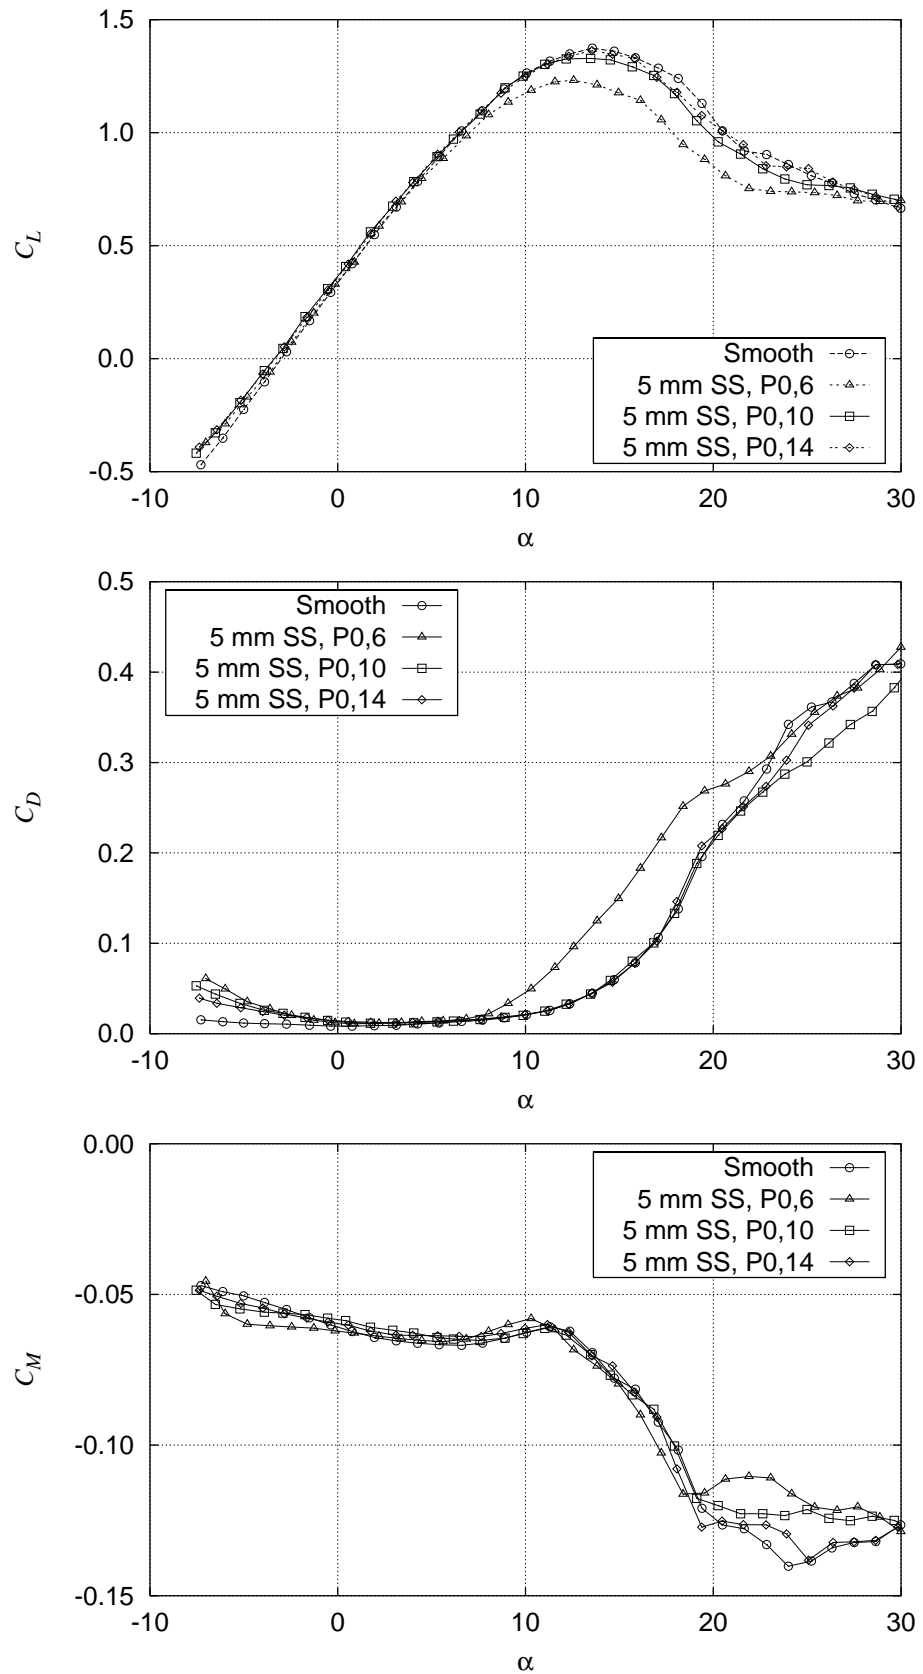 1.5
1.0
C_L
0.5
0.0
Smooth
5 mm SS, P0,6
5 mm SS, P0,10
5 mm SS, P0,14
-0.5
-10 0 10 20 30
α
0.5
Smooth
5 mm SS, P0,6
5 mm SS, P0,10
5 mm SS, P0,14
0.4
0.3
C_D
0.2
0.1
0.0
-10 0 10 20 30
α
0.00
Smooth
5 mm SS, P0,6
5 mm SS, P0,10
5 mm SS, P0,14
-0.05
C_M
-0.10
-0.15
-10 0 10 20 30
α